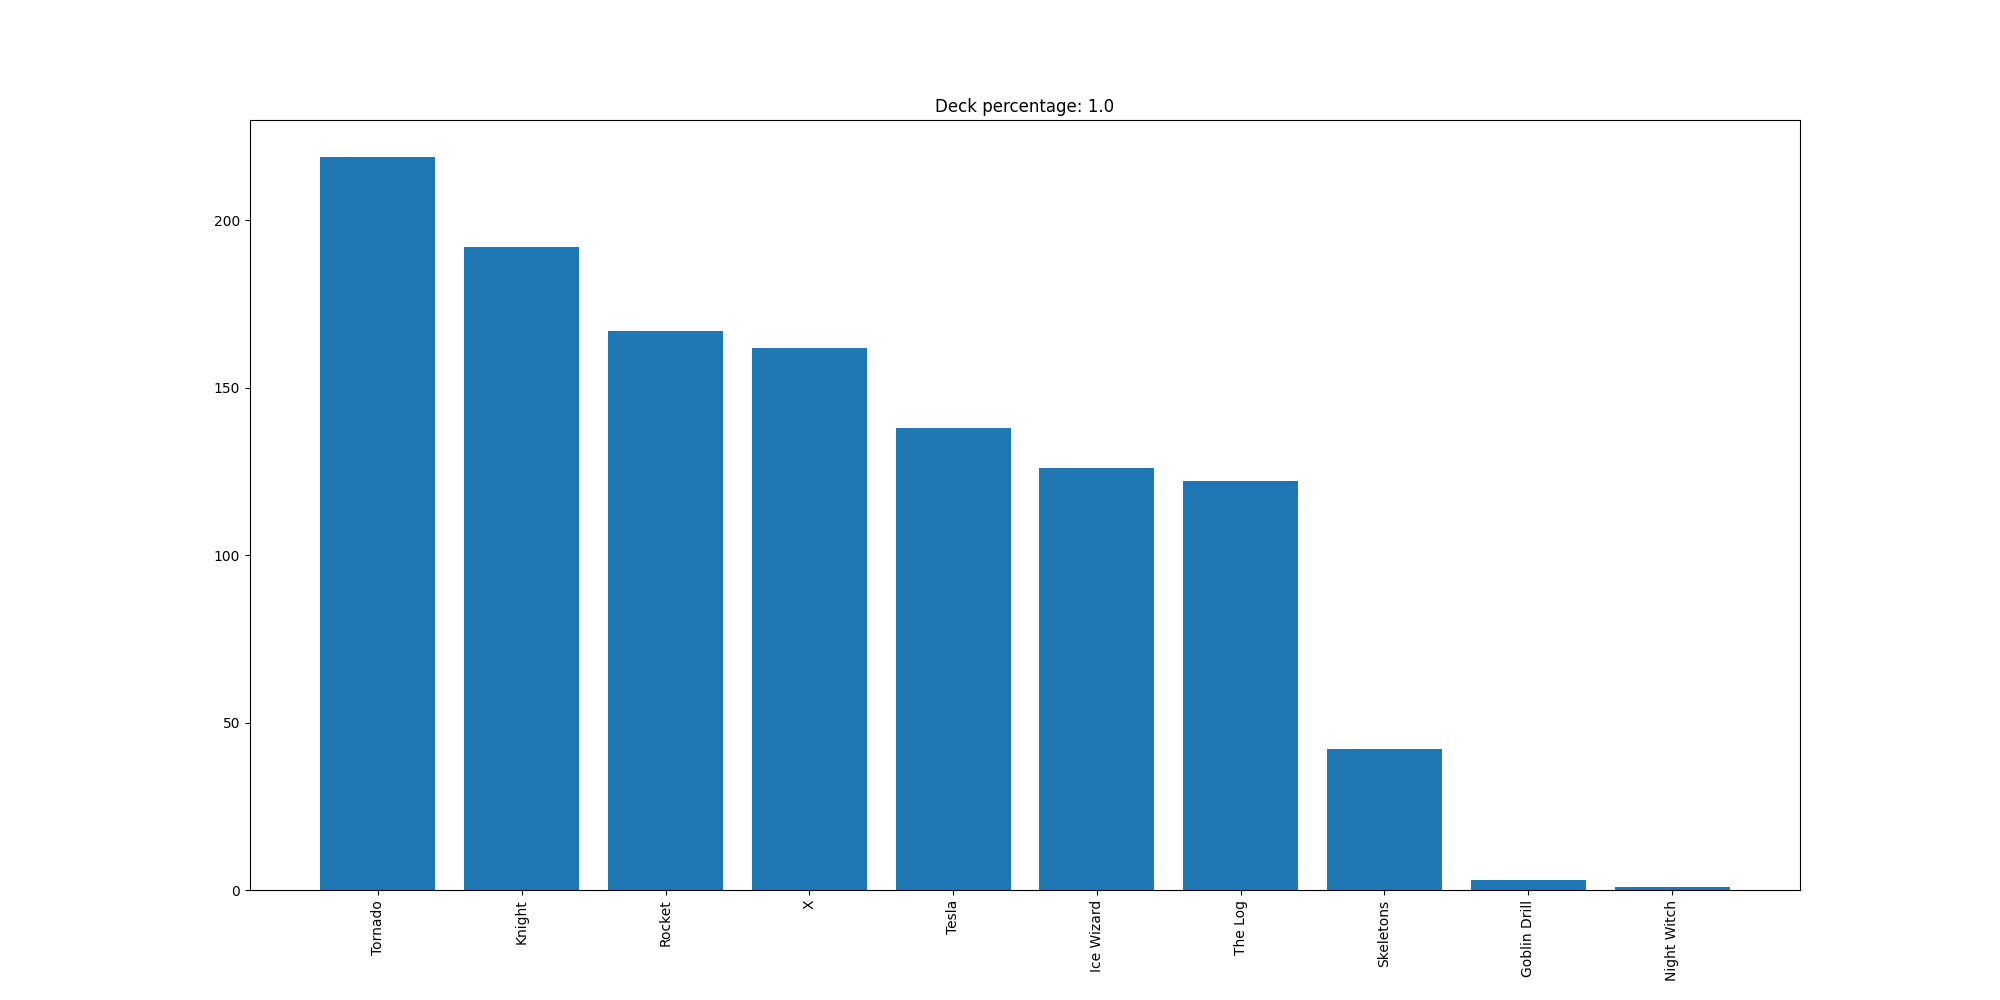 Deck percentage: 1.0
200
150
100
50
0
Tornado
Knight
Rocket
X
Tesla
Ice Wizard
The Log
Skeletons
Goblin Drill
Night Witch